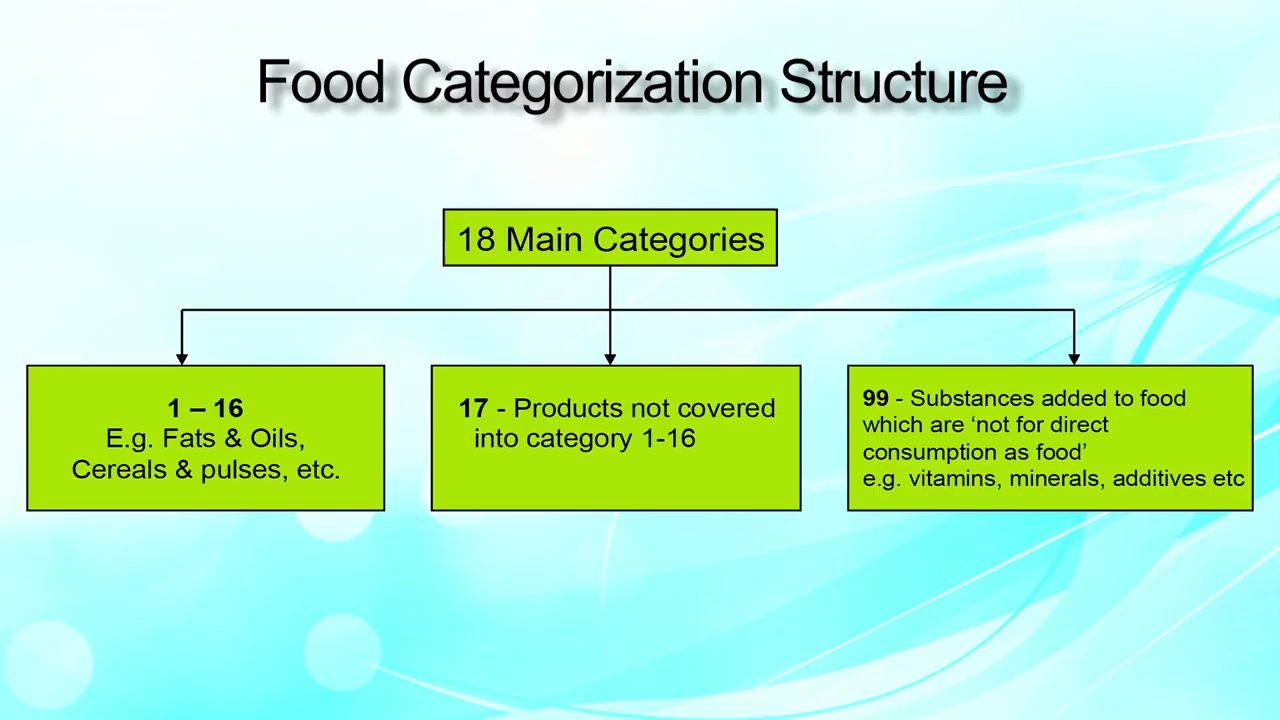 Food Categorization Structure
18 Main Categories
1 – 16
E.g. Fats & Oils,
Cereals & pulses, etc.
17 - Products not covered
into category 1-16
99 - Substances added to food
which are ‘not for direct
consumption as food’
e.g. vitamins, minerals, additives etc